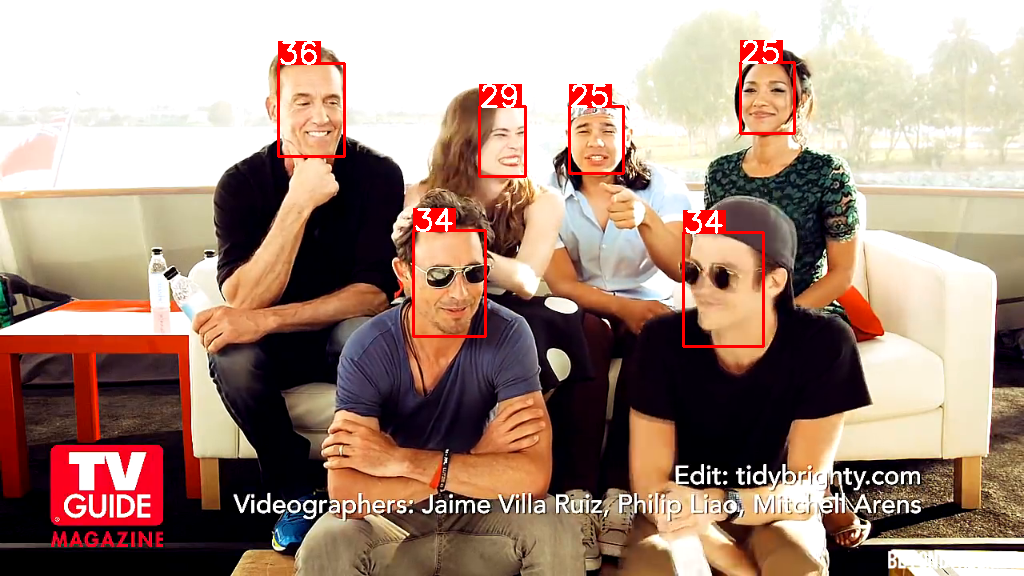 36
29
25
25
34
34
TV
GUIDE
MAGAZINE
Edit: tidybrighty.com
Videographers: Jaime Villa Ruiz, Philip Liao, Mitchell Arens